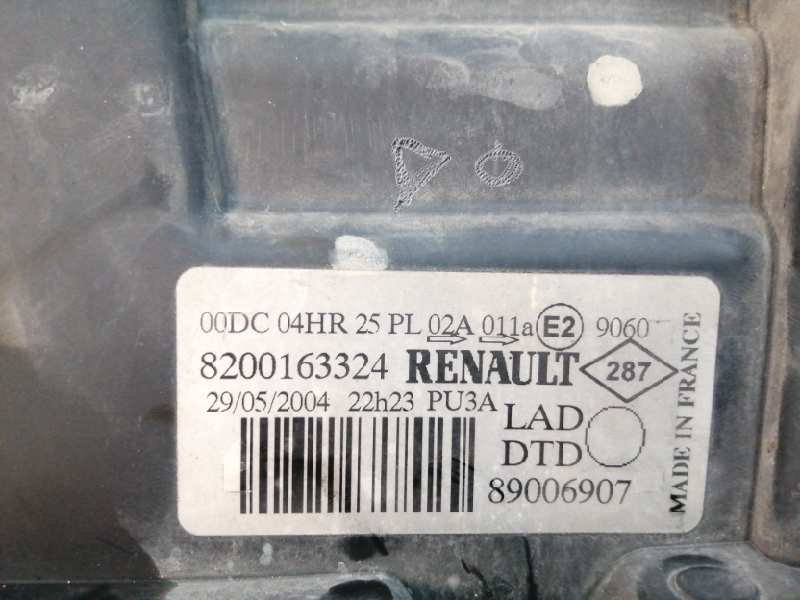 00DC 04HR 25 PL 02A 011a E2 9060
8200163324 RENAULT 287
29/05/2004 22h23 PU3A
LAD
DTD
89006907
MADE IN FRANCE